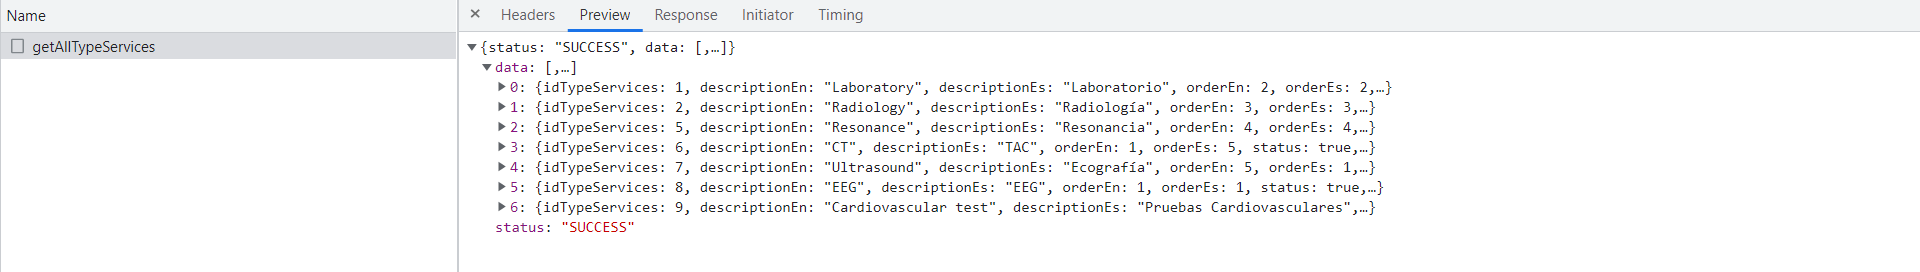 Name
getAllTypeServices
× Headers Preview Response Initiator Timing
▼{status: "SUCCESS", data: [,…]}
▼data: [,…]
▶0: {idTypeServices: 1, descriptionEn: "Laboratory", descriptionEs: "Laboratorio", orderEn: 2, orderEs: 2,…}
▶1: {idTypeServices: 2, descriptionEn: "Radiology", descriptionEs: "Radiología", orderEn: 3, orderEs: 3,…}
▶2: {idTypeServices: 5, descriptionEn: "Resonance", descriptionEs: "Resonancia", orderEn: 4, orderEs: 4,…}
▶3: {idTypeServices: 6, descriptionEn: "CT", descriptionEs: "TAC", orderEn: 1, orderEs: 5, status: true,…}
▶4: {idTypeServices: 7, descriptionEn: "Ultrasound", descriptionEs: "Ecografía", orderEn: 5, orderEs: 1,…}
▶5: {idTypeServices: 8, descriptionEn: "EEG", descriptionEs: "EEG", orderEn: 1, orderEs: 1, status: true,…}
▶6: {idTypeServices: 9, descriptionEn: "Cardiovascular test", descriptionEs: "Pruebas Cardiovasculares",…}
status: "SUCCESS"